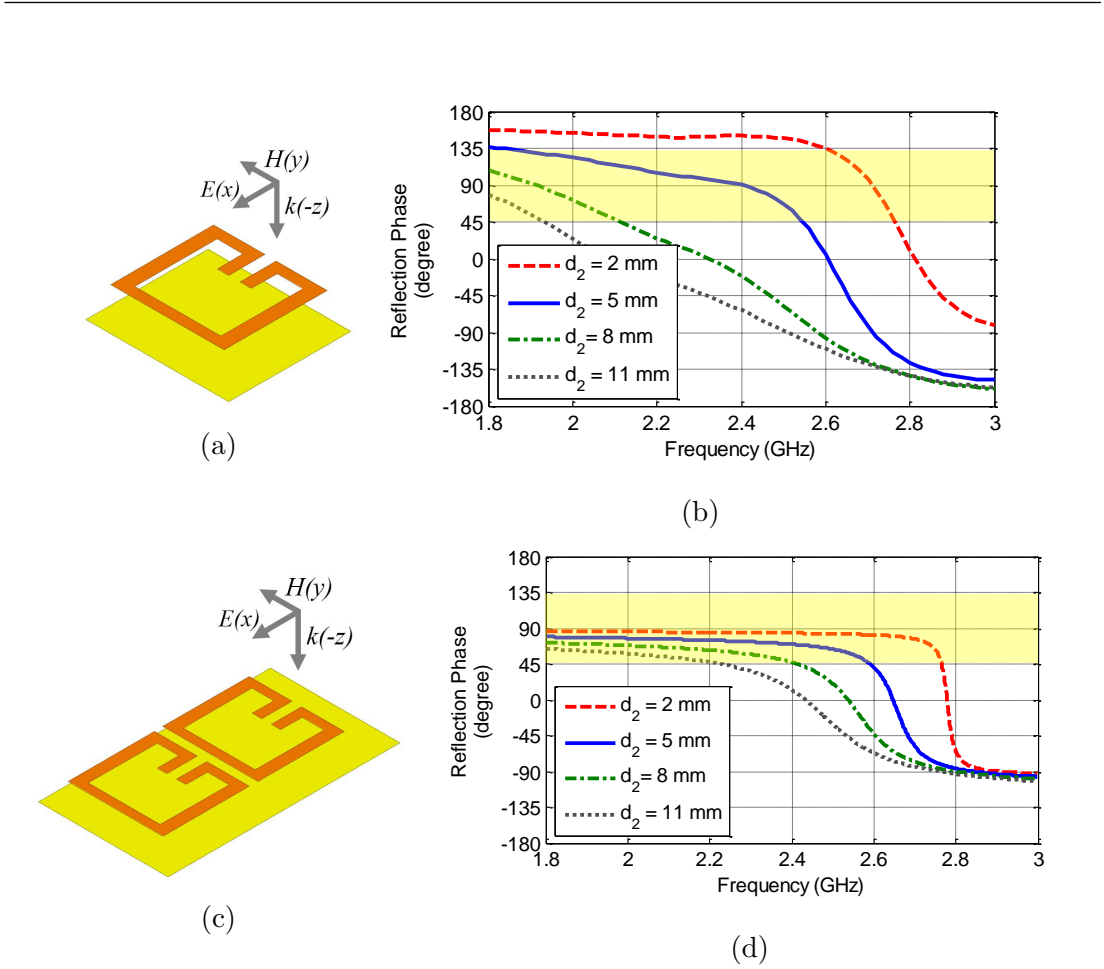 H(y)
E(x)
k(-z)
(a)
180
135
90
45
0
-45
-90
-135
-180
Reflection Phase
(degree)
d2 = 2 mm
d2 = 5 mm
d2 = 8 mm
d2 = 11 mm
1.8 2 2.2 2.4 2.6 2.8 3
Frequency (GHz)
(b)
H(y)
E(x)
k(-z)
(c)
180
135
90
45
0
-45
-90
-135
-180
Reflection Phase
(degree)
d2 = 2 mm
d2 = 5 mm
d2 = 8 mm
d2 = 11 mm
1.8 2 2.2 2.4 2.6 2.8 3
Frequency (GHz)
(d)